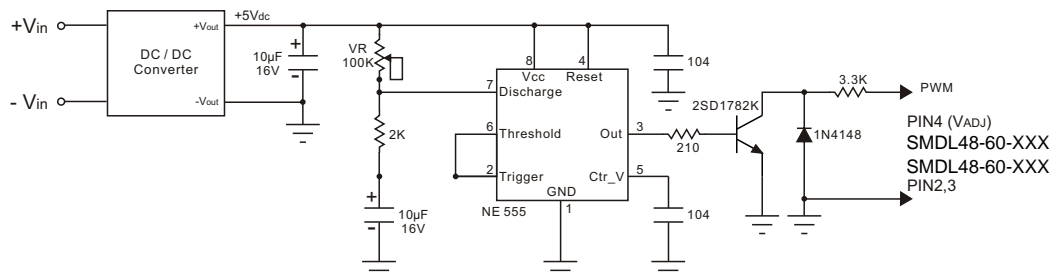 +Vin
- Vin
+Vout
DC / DC
Converter
-Vout
+5Vdc
+
10µF
16V
-
VR
100K
2K
+
10µF
16V
-
8
4
Vcc
Reset
7
Discharge
6
Threshold
2
Trigger
Out
3
Ctr_V
5
GND
1
NE 555
104
104
210
2SD1782K
1N4148
3.3K
PWM
PIN4 (VADJ)
SMDL48-60-XXX
SMDL48-60-XXX
PIN2,3